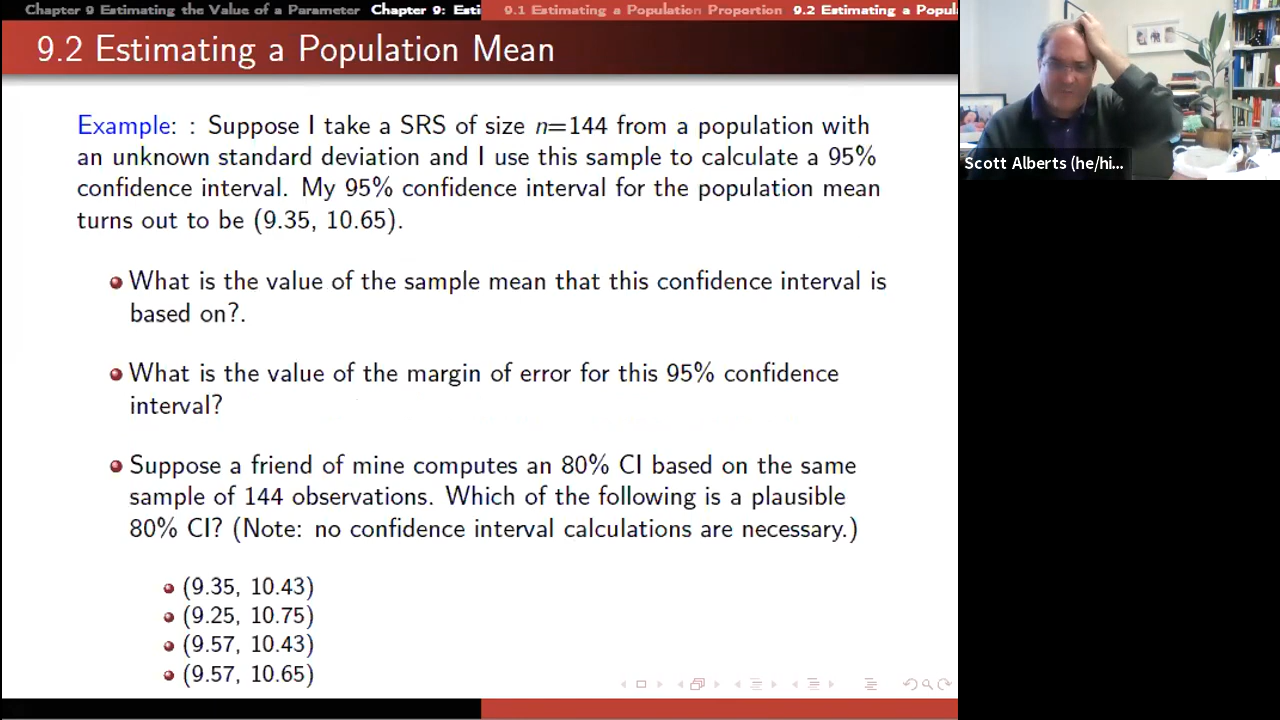 Chapter 9 Estimating the Value of a Parameter Chapter 9: Esti 9.1 Estimating a Population Proportion 9.2 Estimating a Popul
9.2 Estimating a Population Mean
Example: : Suppose I take a SRS of size n=144 from a population with
an unknown standard deviation and I use this sample to calculate a 95%
confidence interval. My 95% confidence interval for the population mean
turns out to be (9.35, 10.65).
What is the value of the sample mean that this confidence interval is
based on?.
What is the value of the margin of error for this 95% confidence
interval?
Suppose a friend of mine computes an 80% CI based on the same
sample of 144 observations. Which of the following is a plausible
80% CI? (Note: no confidence interval calculations are necessary.)
(9.35, 10.43)
(9.25, 10.75)
(9.57, 10.43)
(9.57, 10.65)
Scott Alberts (he/hi...